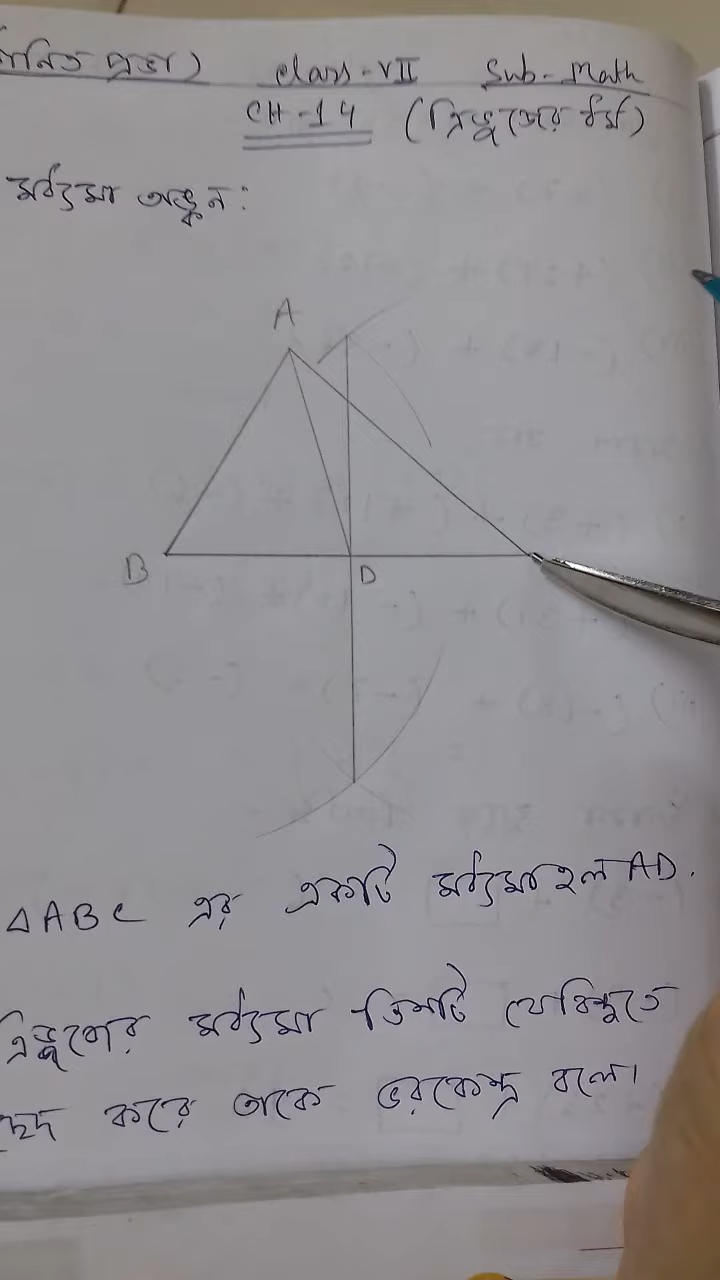 গণিত প্রভা) Class-VII Sub-Math
CH-14 (ত্রিভুজের ধর্ম)
মধ্যমা অঙ্কন:
A
B
D
△ABC এর একটি মধ্যমা হল AD.
ত্রিভুজের মধ্যমা তিনটি যে বিন্দুতে
ছেদ করে তাকে ভরকেন্দ্র বলে।